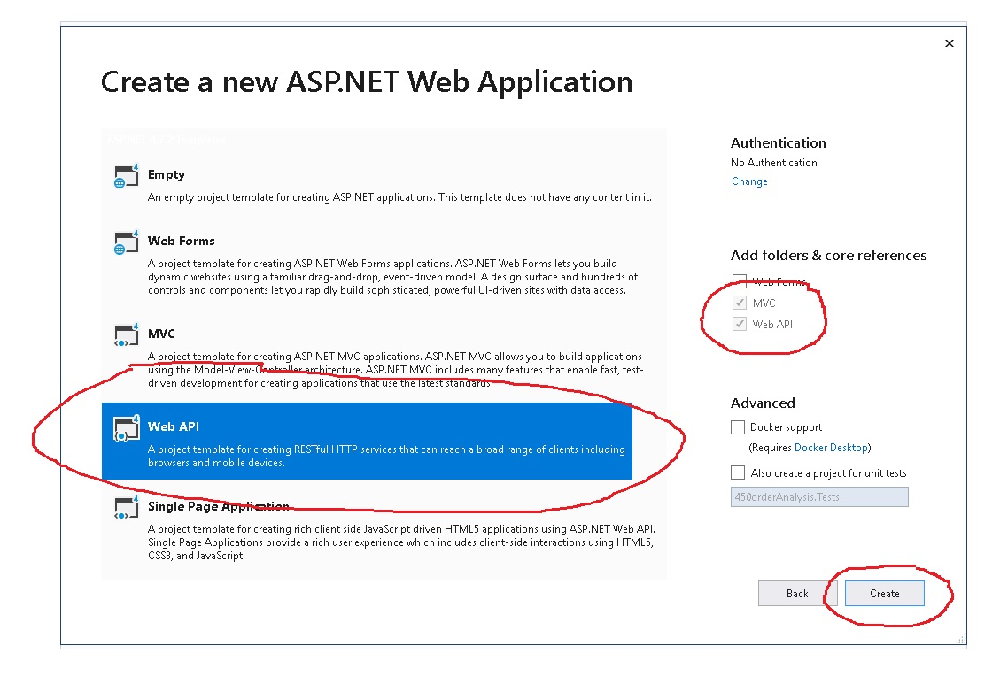 Create a new ASP.NET Web Application
Empty
An empty project template for creating ASP.NET applications. This template does not have any content in it.
Web Forms
A project template for creating ASP.NET Web Forms applications. ASP.NET Web Forms lets you build
dynamic websites using a familiar drag-and-drop, event-driven model. A design surface and hundreds of
controls and components let you rapidly build sophisticated, powerful UI-driven sites with data access.
MVC
A project template for creating ASP.NET MVC applications. ASP.NET MVC allows you to build applications
using the Model-View-Controller architecture. ASP.NET MVC includes many features that enable fast, test-
driven development for creating applications that use the latest standards.
Web API
A project template for creating RESTful HTTP services that can reach a broad range of clients including
browsers and mobile devices.
Single Page Application
A project template for creating rich client side JavaScript driven HTML5 applications using ASP.NET Web API.
Single Page Applications provide a rich user experience which includes client-side interactions using HTML5,
CSS3, and JavaScript.
Authentication
No Authentication
Change
Add folders & core references
Web Forms
MVC
Web API
Advanced
Docker support
(Requires Docker Desktop)
Also create a project for unit tests
450orderAnalysis.Tests
Back
Create